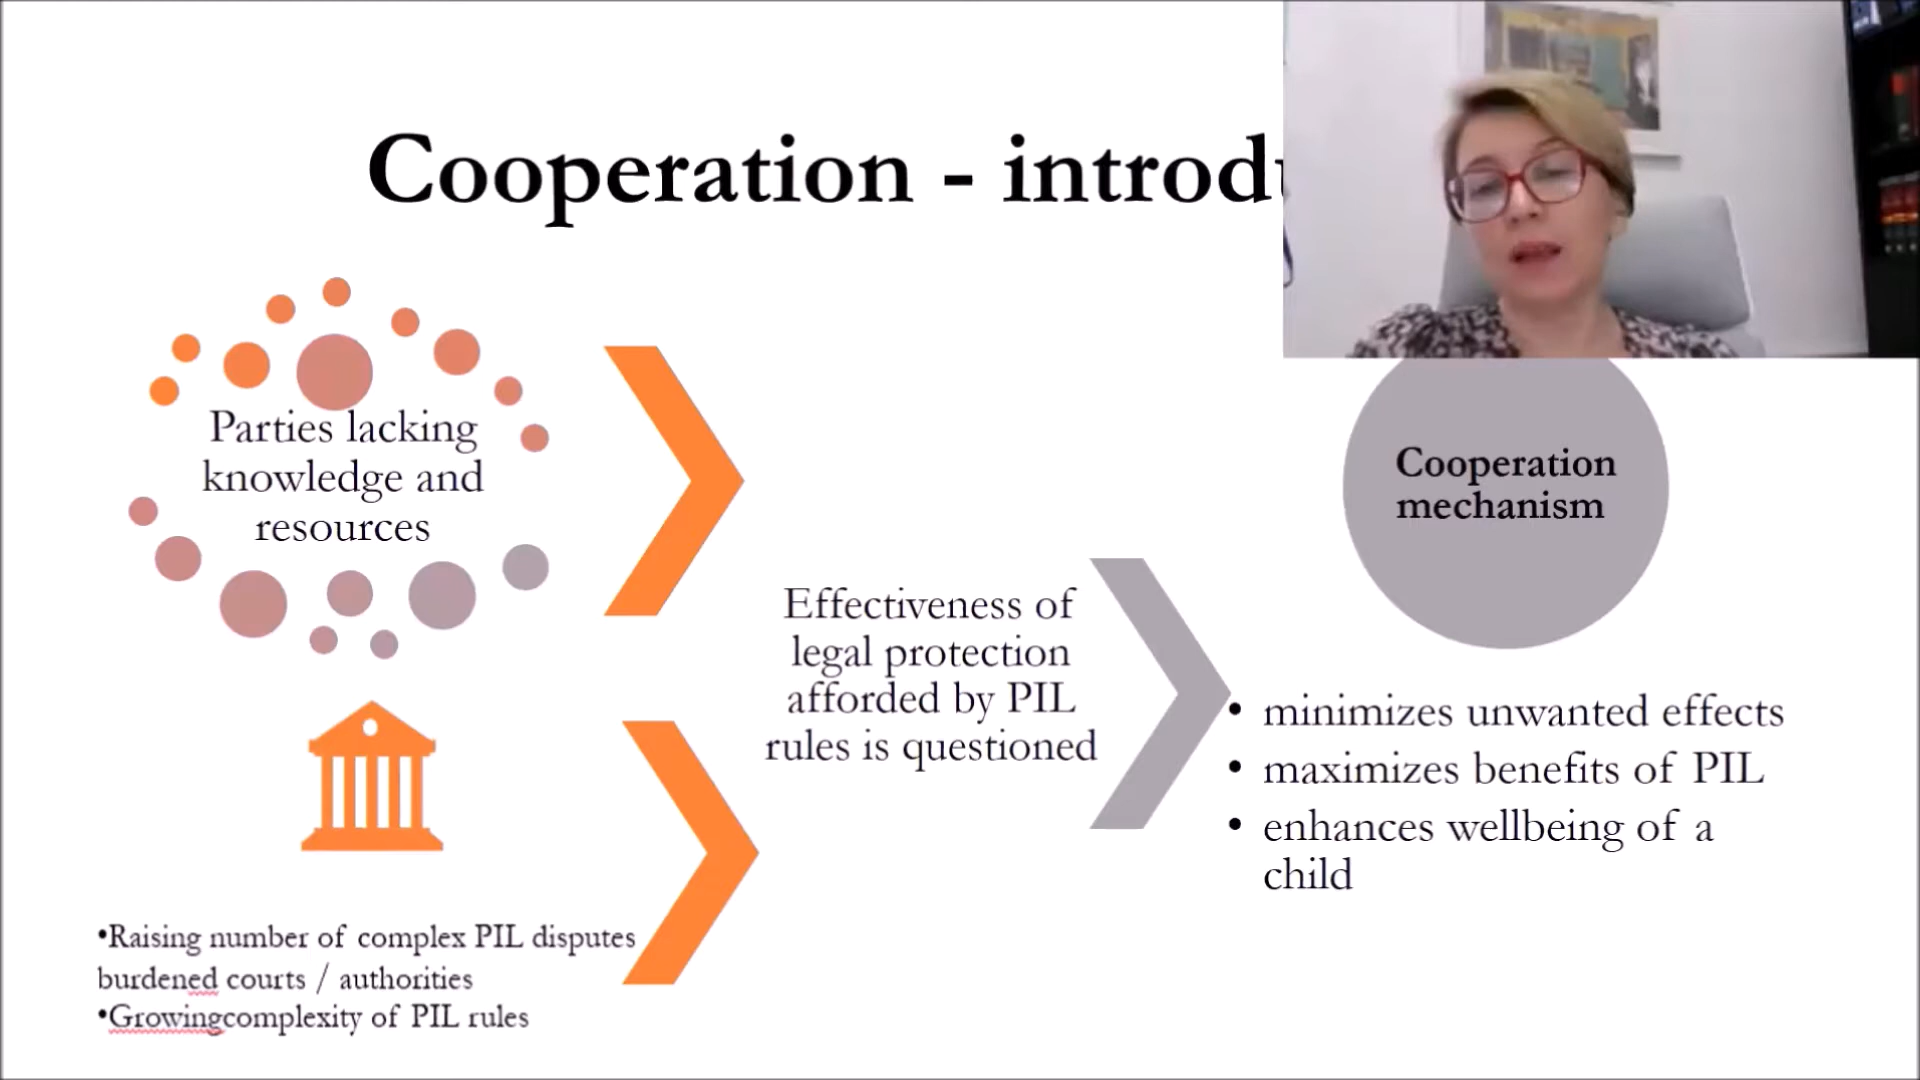 Cooperation - introdu
Parties lacking
knowledge and
resources
•Raising number of complex PIL disputes
burdened courts / authorities
•Growingcomplexity of PIL rules
Effectiveness of
legal protection
afforded by PIL
rules is questioned
Cooperation
mechanism
• minimizes unwanted effects
• maximizes benefits of PIL
• enhances wellbeing of a
child